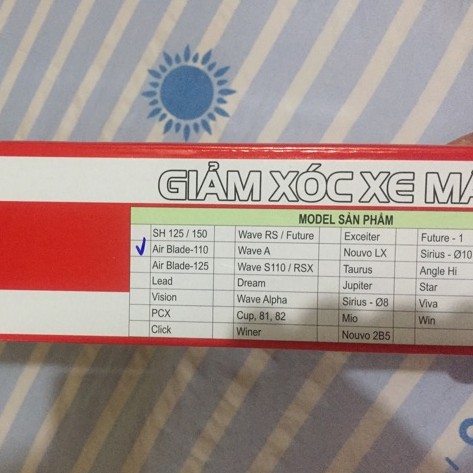 GIẢM XÓC XE
MODEL SẢN PHẨM
SH 125 / 150 Wave RS / Future Exceiter Future - 1
Air Blade-110 Wave A Nouvo LX Sirius - Ø10
Air Blade-125 Wave S110 / RSX Taurus Angle Hi
Lead Dream Jupiter Star
Vision Wave Alpha Sirius - Ø8 Viva
PCX Cup, 81, 82 Mio Win
Click Winer Nouvo 2B5